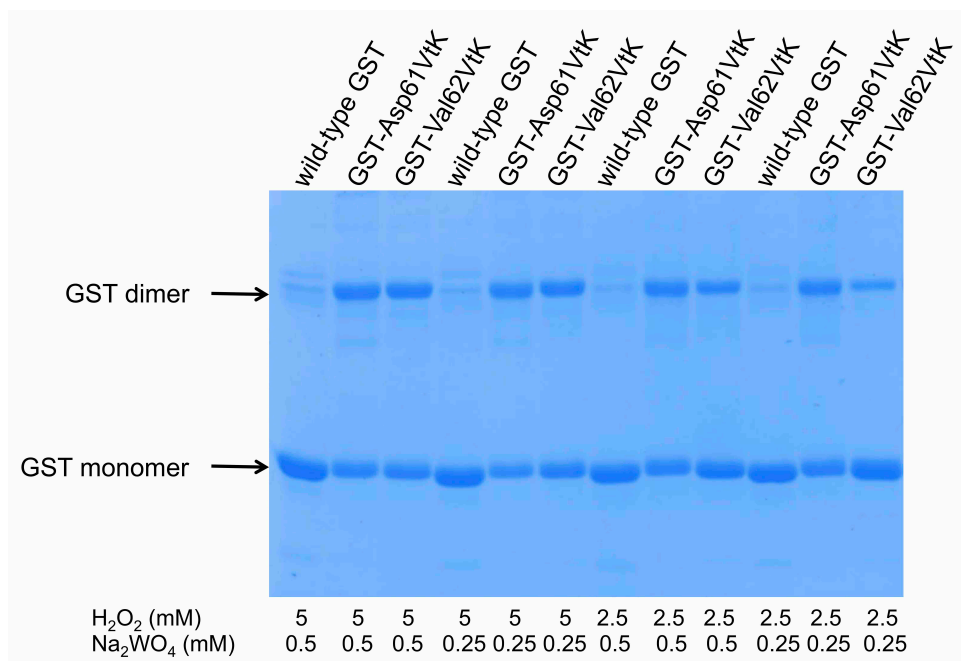 wild-type GST GST-Asp61VtK GST-Val62VtK wild-type GST GST-Asp61VtK GST-Val62VtK wild-type GST GST-Asp61VtK GST-Val62VtK wild-type GST GST-Asp61VtK GST-Val62VtK
GST dimer
GST monomer
H₂O₂ (mM) 5 5 5 5 5 5 2.5 2.5 2.5 2.5 2.5 2.5
Na₂WO₄ (mM) 0.5 0.5 0.5 0.25 0.25 0.25 0.5 0.5 0.5 0.25 0.25 0.25